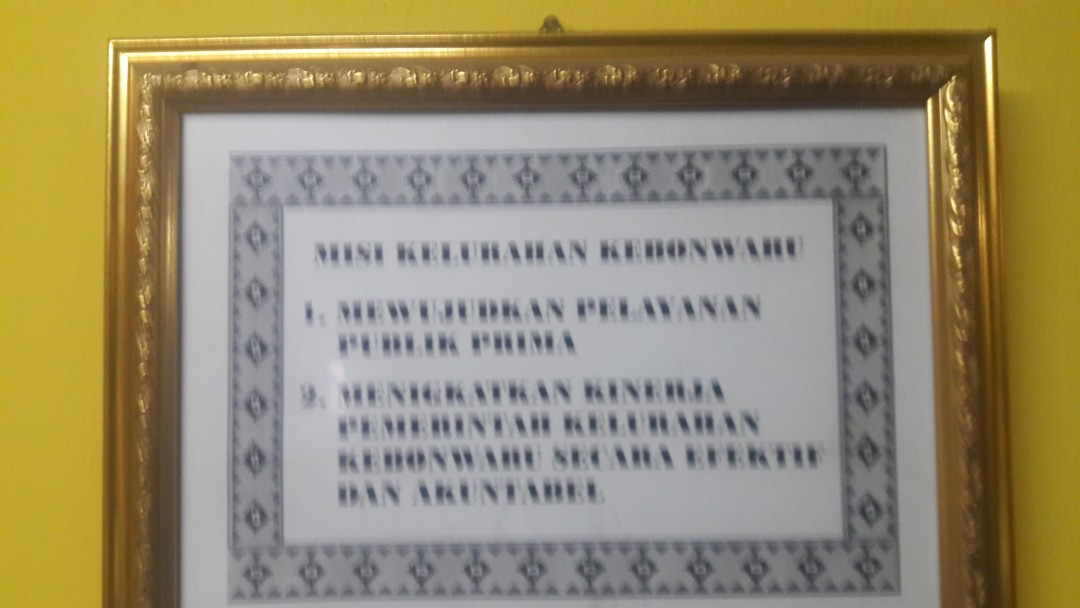 MISI KELURAHAN KEBONWARU
1. MEWUJUDKAN PELAYANAN
PUBLIK PRIMA
2. MENIGKATKAN KINERJA
PEMERINTAH KELURAHAN
KEBONWARU SECARA EFEKTIF
DAN AKUNTABEL